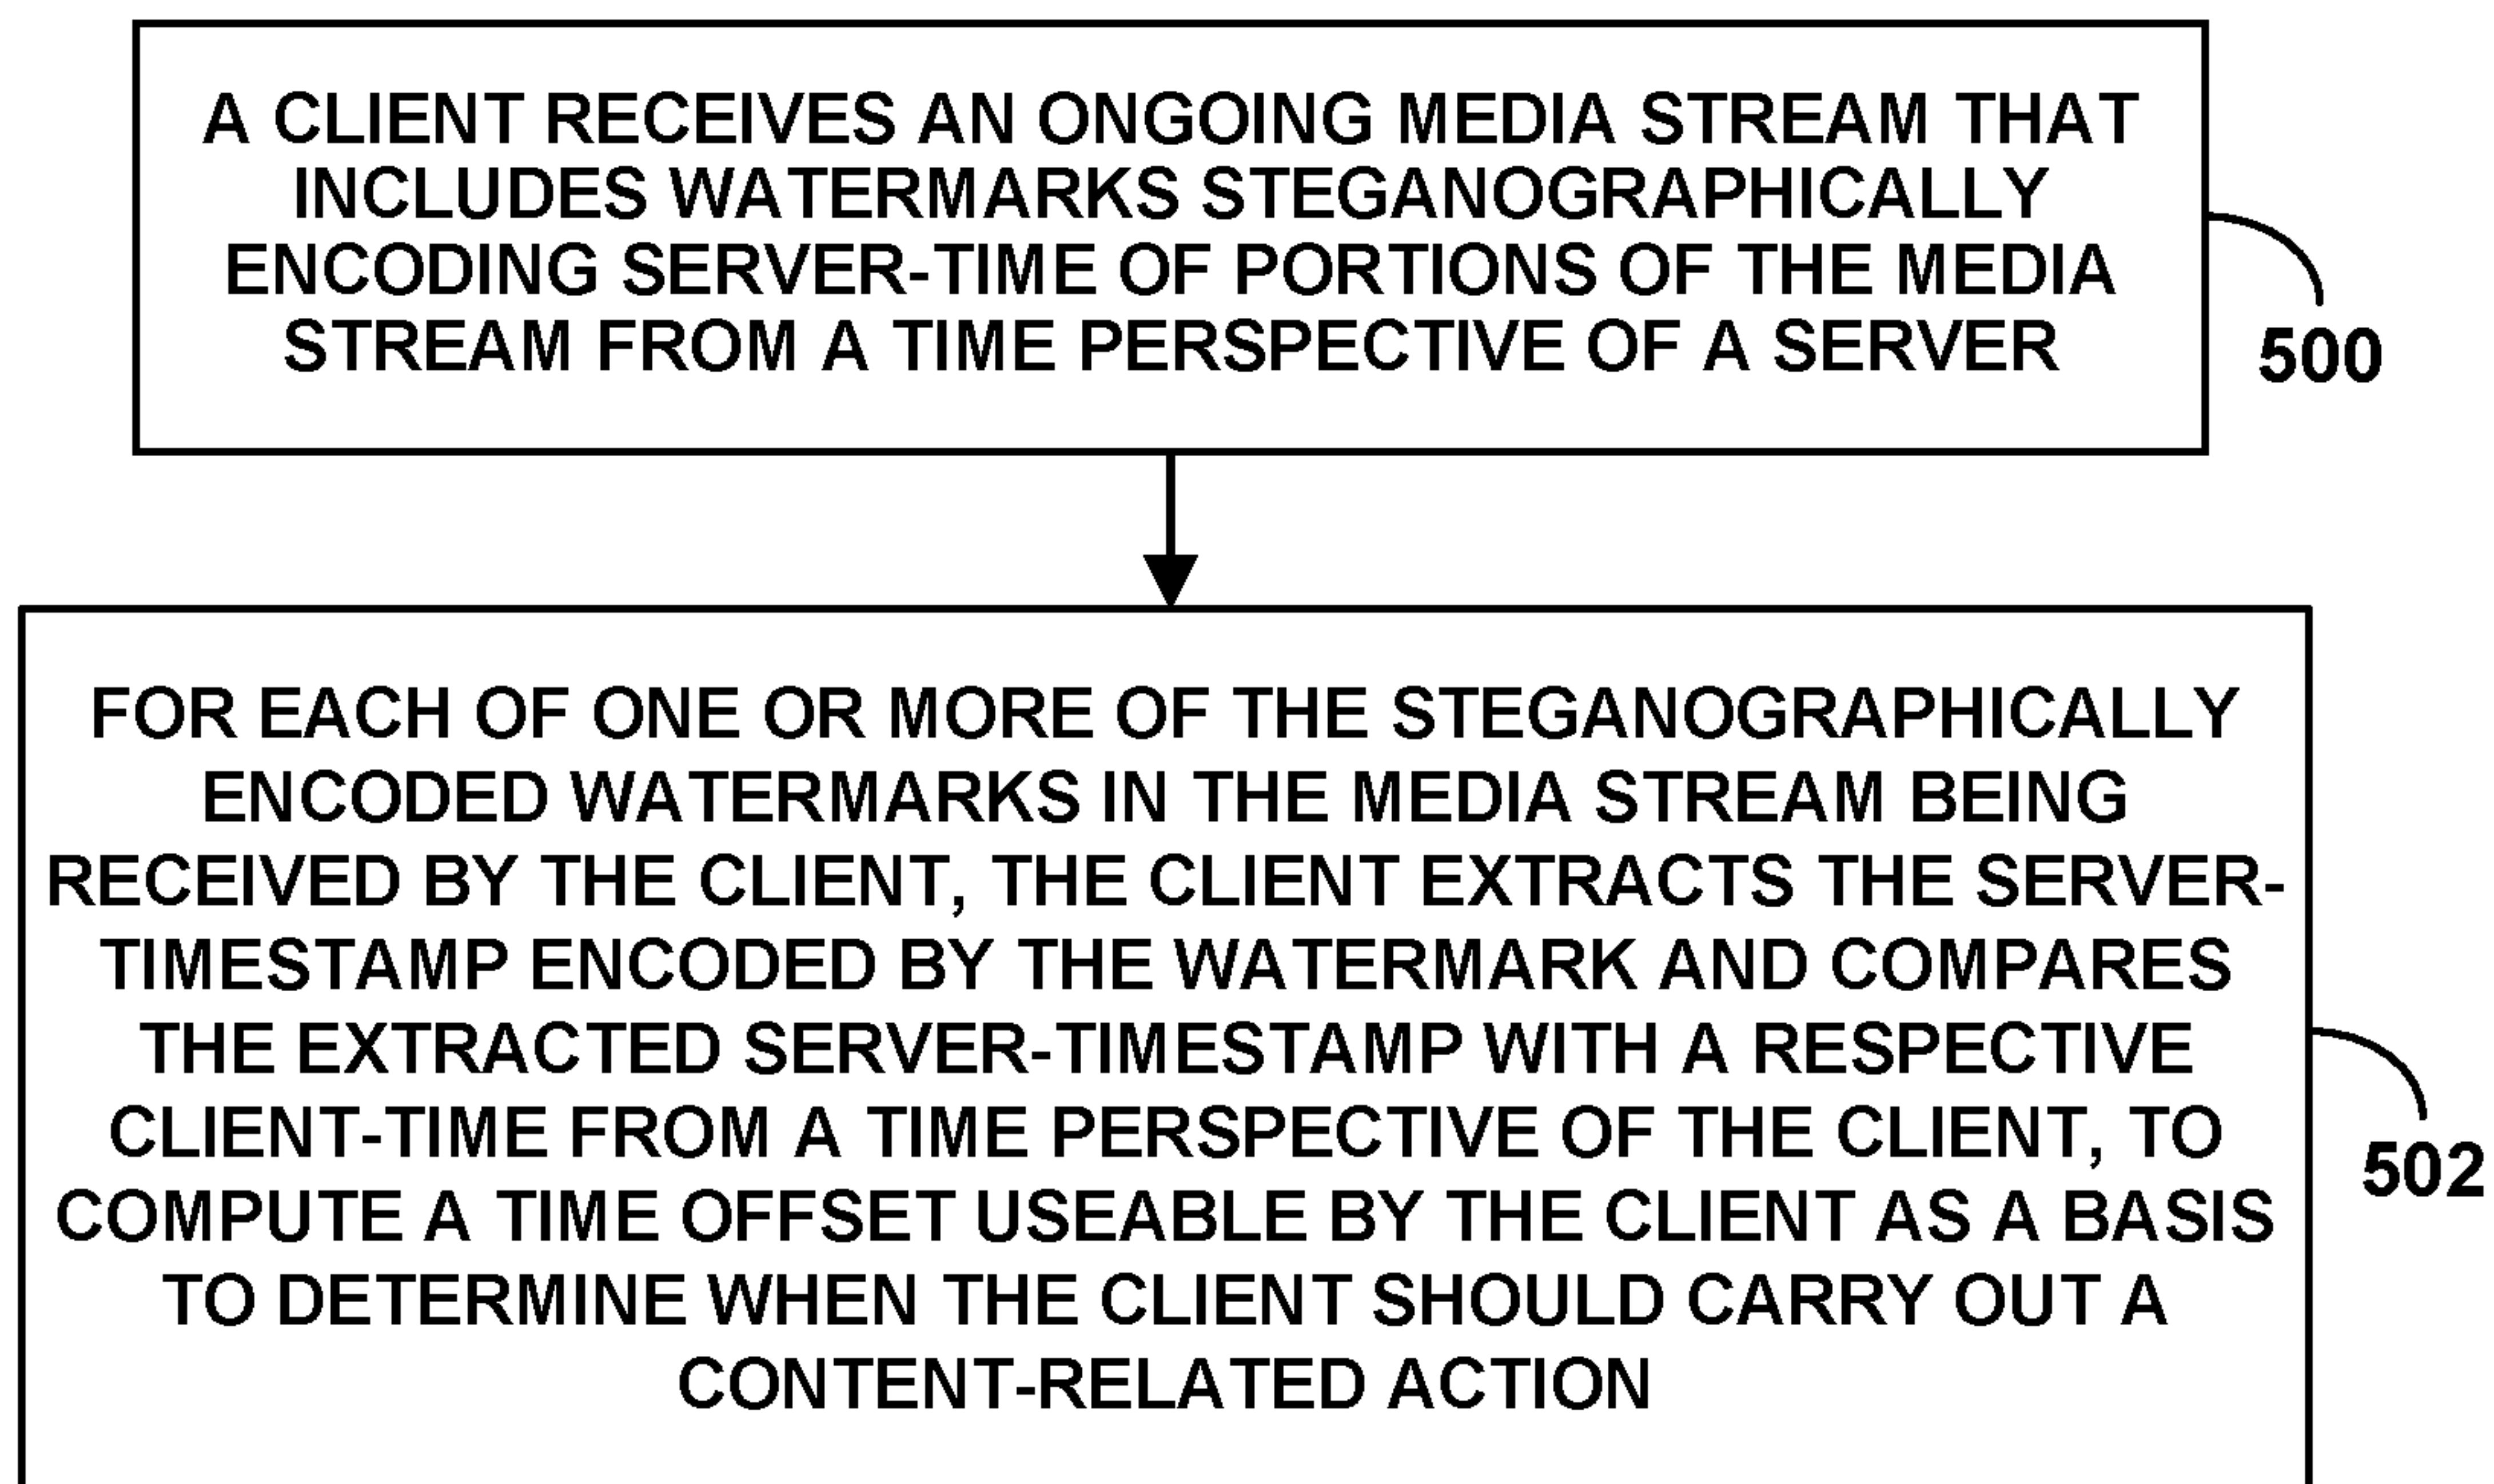 A CLIENT RECEIVES AN ONGOING MEDIA STREAM THAT
INCLUDES WATERMARKS STEGANOGRAPHICALLY
ENCODING SERVER-TIME OF PORTIONS OF THE MEDIA
STREAM FROM A TIME PERSPECTIVE OF A SERVER
500
FOR EACH OF ONE OR MORE OF THE STEGANOGRAPHICALLY
ENCODED WATERMARKS IN THE MEDIA STREAM BEING
RECEIVED BY THE CLIENT, THE CLIENT EXTRACTS THE SERVER-
TIMESTAMP ENCODED BY THE WATERMARK AND COMPARES
THE EXTRACTED SERVER-TIMESTAMP WITH A RESPECTIVE
CLIENT-TIME FROM A TIME PERSPECTIVE OF THE CLIENT, TO
COMPUTE A TIME OFFSET USEABLE BY THE CLIENT AS A BASIS
TO DETERMINE WHEN THE CLIENT SHOULD CARRY OUT A
CONTENT-RELATED ACTION
502